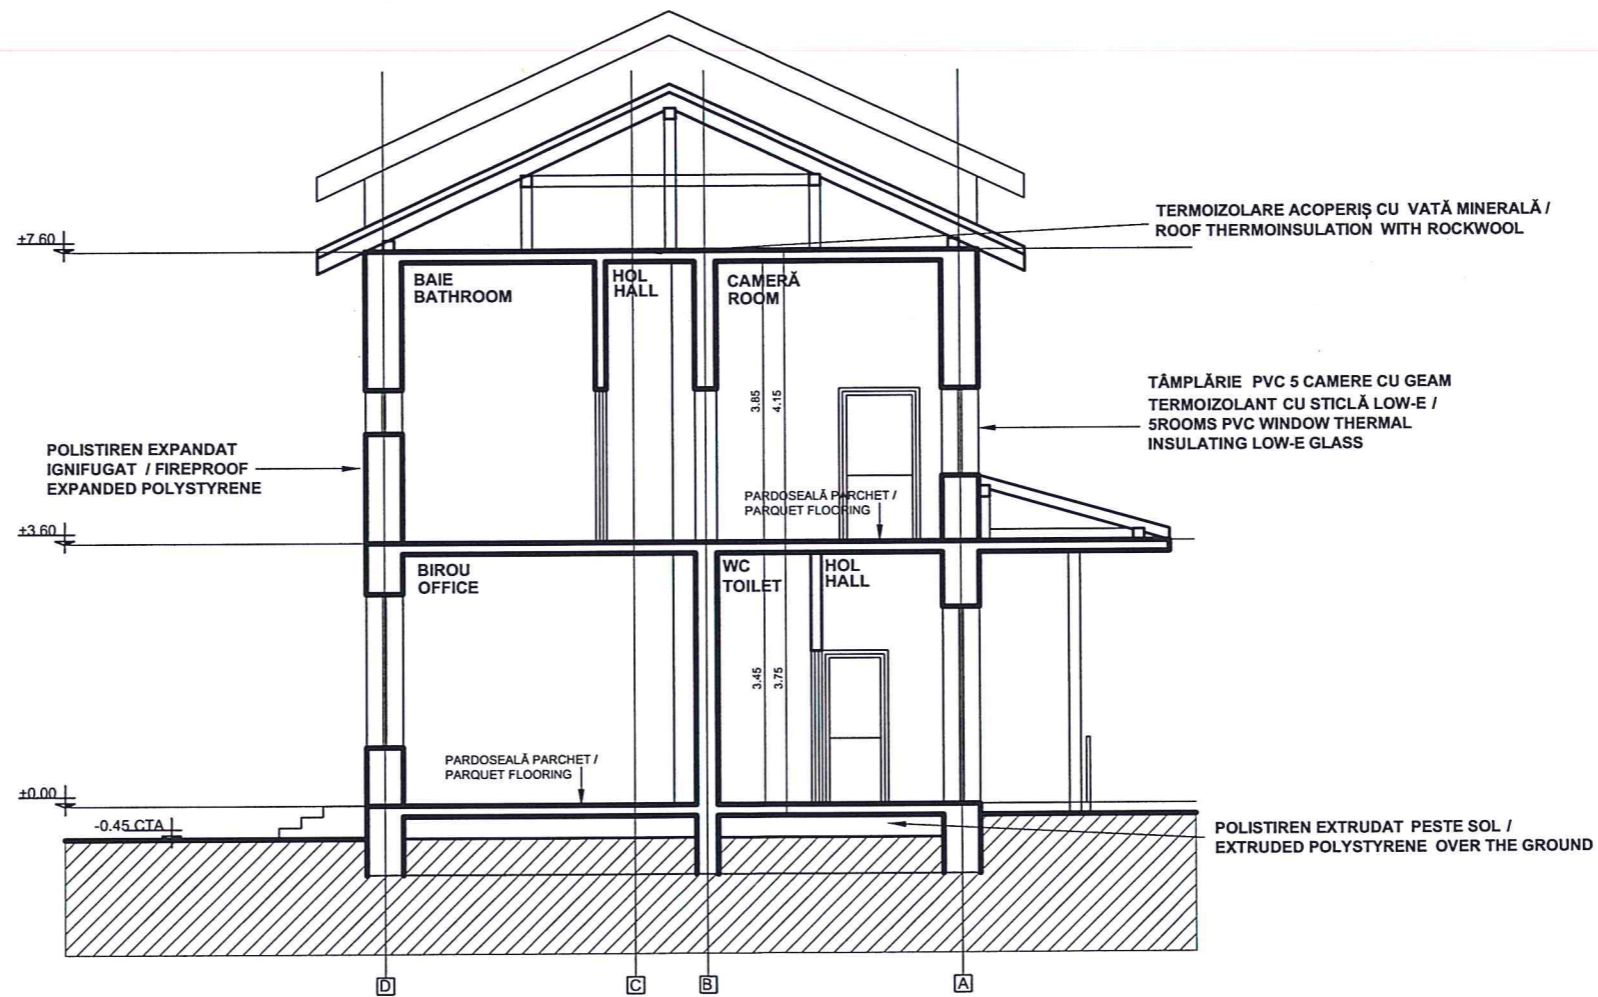 TERMOIZOLARE ACOPERIȘ CU VATĂ MINERALĂ /
ROOF THERMOINSULATION WITH ROCKWOOL
+7.60
BAIE
BATHROOM
HOL
HALL
CAMERĂ
ROOM
TÂMPLĂRIE PVC 5 CAMERE CU GEAM
TERMOIZOLANT CU STICLĂ LOW-E /
5ROOMS PVC WINDOW THERMAL
INSULATING LOW-E GLASS
3.85
4.15
POLISTIREN EXPANDAT
IGNIFUGAT / FIREPROOF
EXPANDED POLYSTYRENE
PARDOSEALĂ PARCHET /
PARQUET FLOORING
+3.60
BIROU
OFFICE
WC
TOILET
HOL
HALL
3.45
3.75
PARDOSEALĂ PARCHET /
PARQUET FLOORING
±0.00
-0.45 CTA
POLISTIREN EXTRUDAT PESTE SOL /
EXTRUDED POLYSTYRENE OVER THE GROUND
D
C
B
A